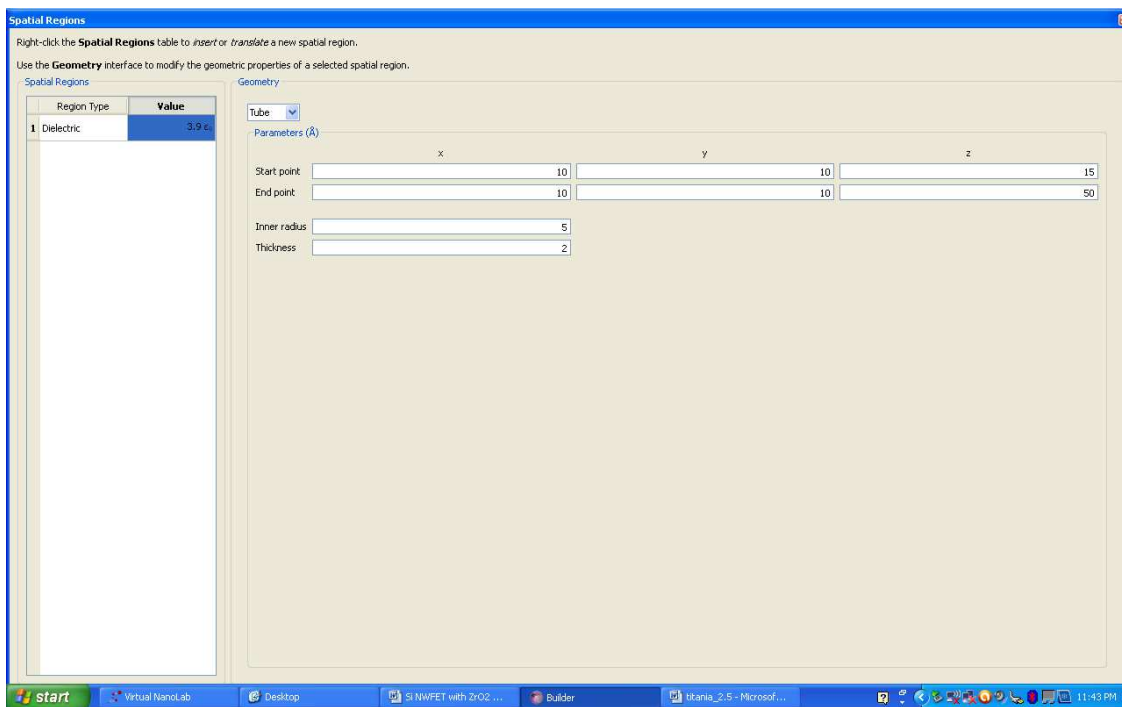 Spatial Regions
Right-click the Spatial Regions table to insert or translate a new spatial region.
Use the Geometry interface to modify the geometric properties of a selected spatial region.
Spatial Regions
Geometry
Region Type Value
1 Dielectric 3.9 ε.
Tube
Parameters (Å)
x y z
Start point 10 10 15
End point 10 10 50
Inner radius 5
Thickness 2
start Virtual NanoLab Desktop Si NWFET with ZrO2 ... Builder titania_2.5 - Microsof... 11:43 PM